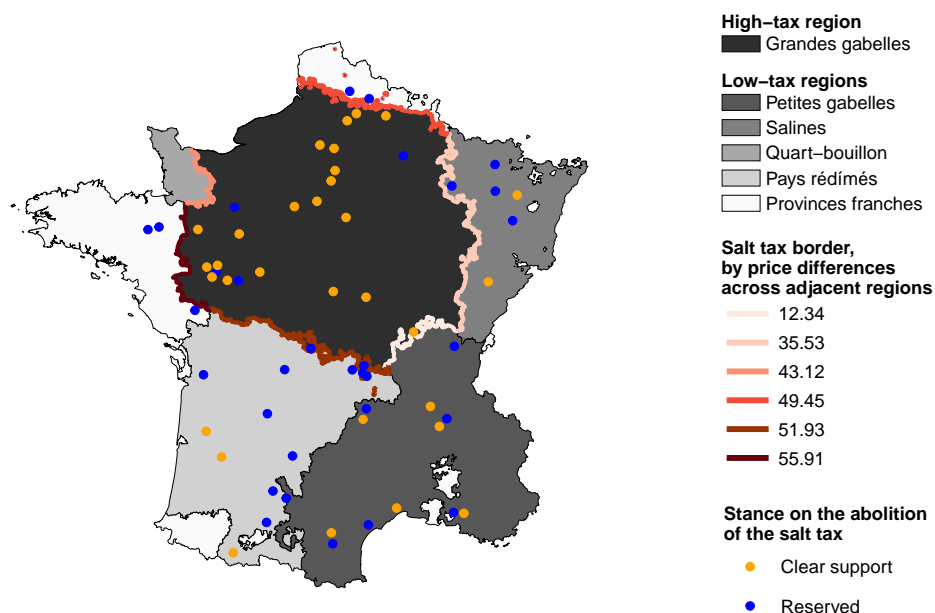 High−tax region
Grandes gabelles
Low−tax regions
Petites gabelles
Salines
Quart−bouillon
Pays rédímés
Provinces franches
Salt tax border,
by price differences
across adjacent regions
12.34
35.53
43.12
49.45
51.93
55.91
Stance on the abolition
of the salt tax
Clear support
Reserved